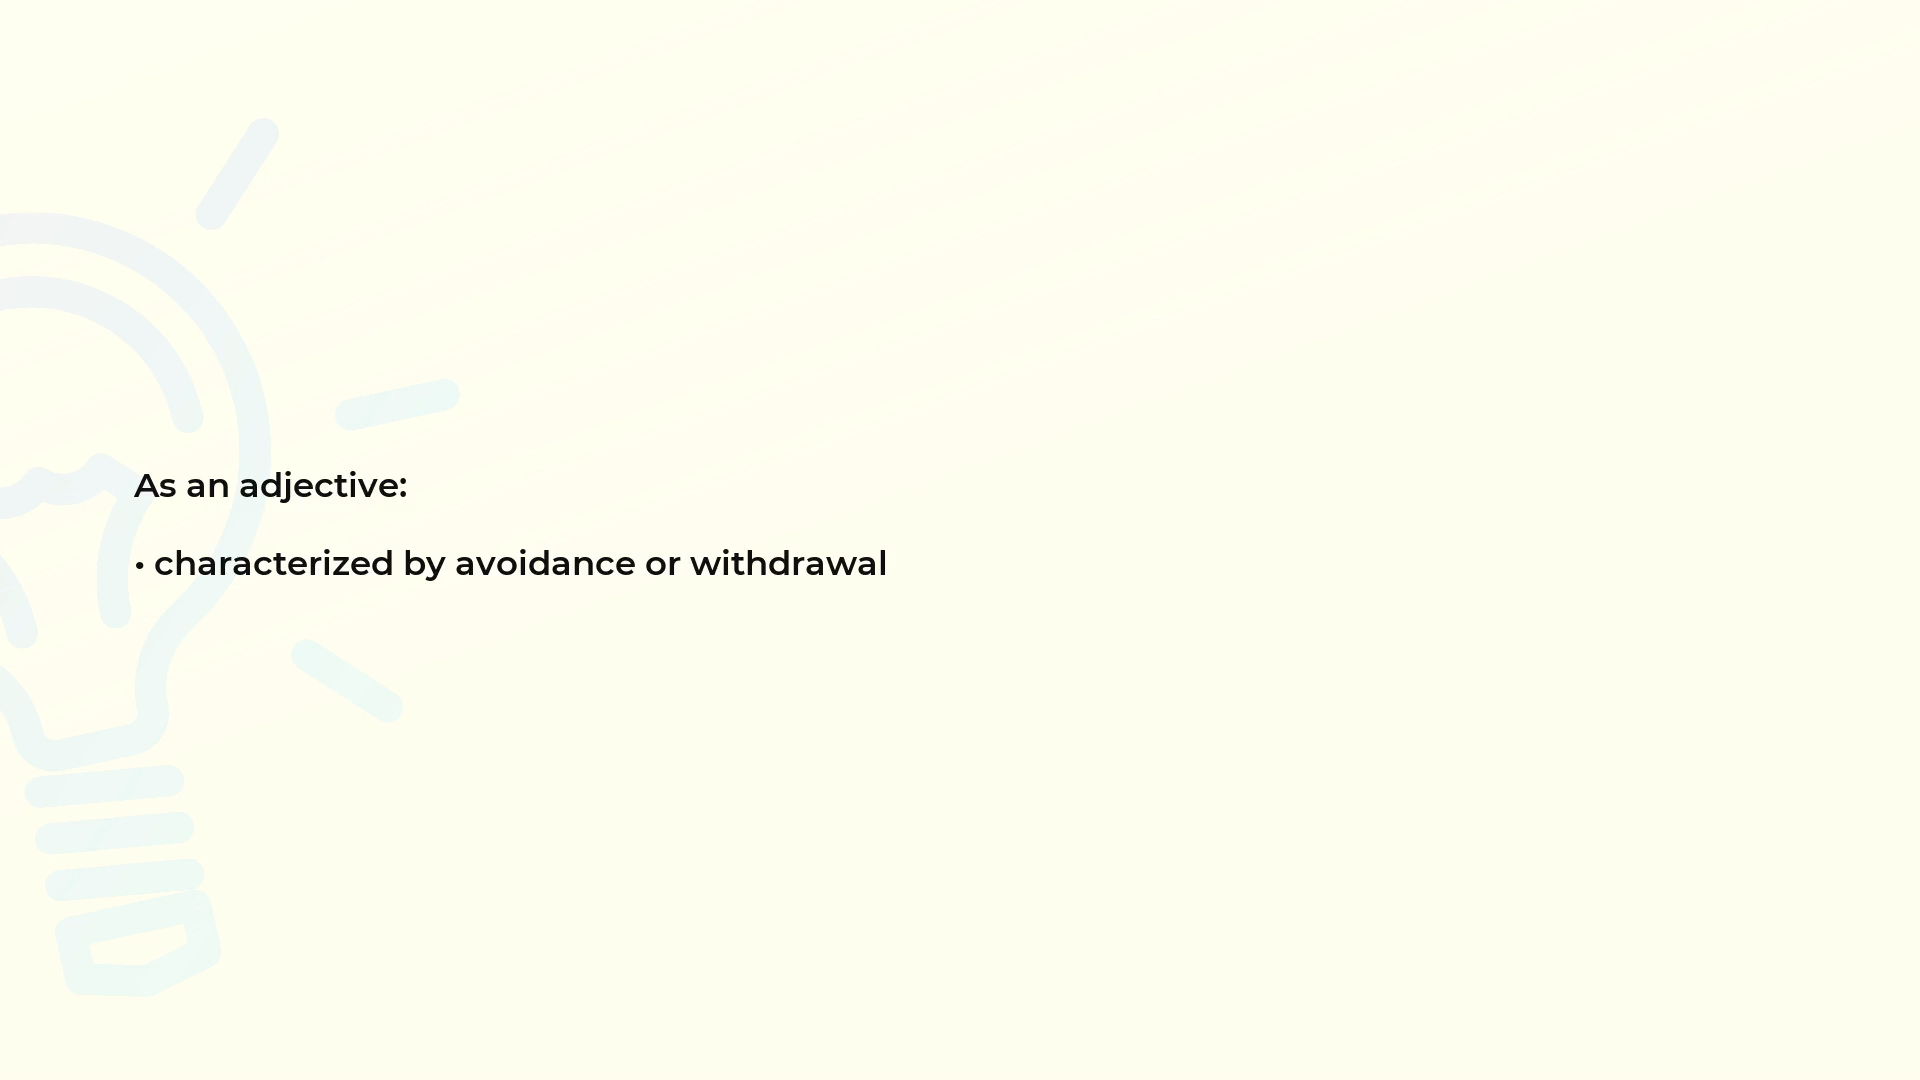 As an adjective:
• characterized by avoidance or withdrawal